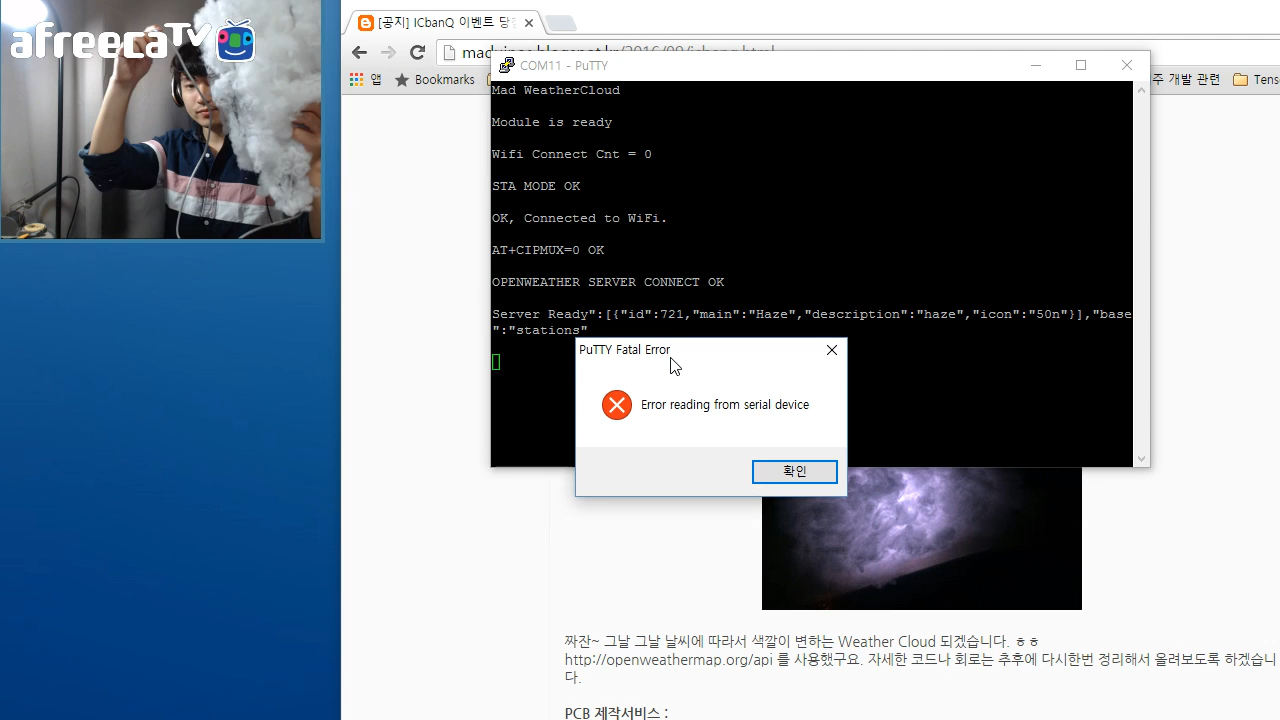 afreecaTV
[공지] ICbanQ 이벤트 당
앱
Bookmarks
주 개발 관련
Tens
COM11 - PuTTY
Mad WeatherCloud
Module is ready
Wifi Connect Cnt = 0
STA MODE OK
OK, Connected to WiFi.
AT+CIPMUX=0 OK
OPENWEATHER SERVER CONNECT OK
Server Ready":[{"id":721,"main":"Haze","description":"haze","icon":"50n"}],"base
":"stations"
PuTTY Fatal Error
Error reading from serial device
확인
짜잔~ 그날 그날 날씨에 따라서 색깔이 변하는 Weather Cloud 되겠습니다. ㅎㅎ
http://openweathermap.org/api 를 사용했구요. 자세한 코드나 회로는 추후에 다시한번 정리해서 올려보도록 하겠습니
다.
PCB 제작서비스 :